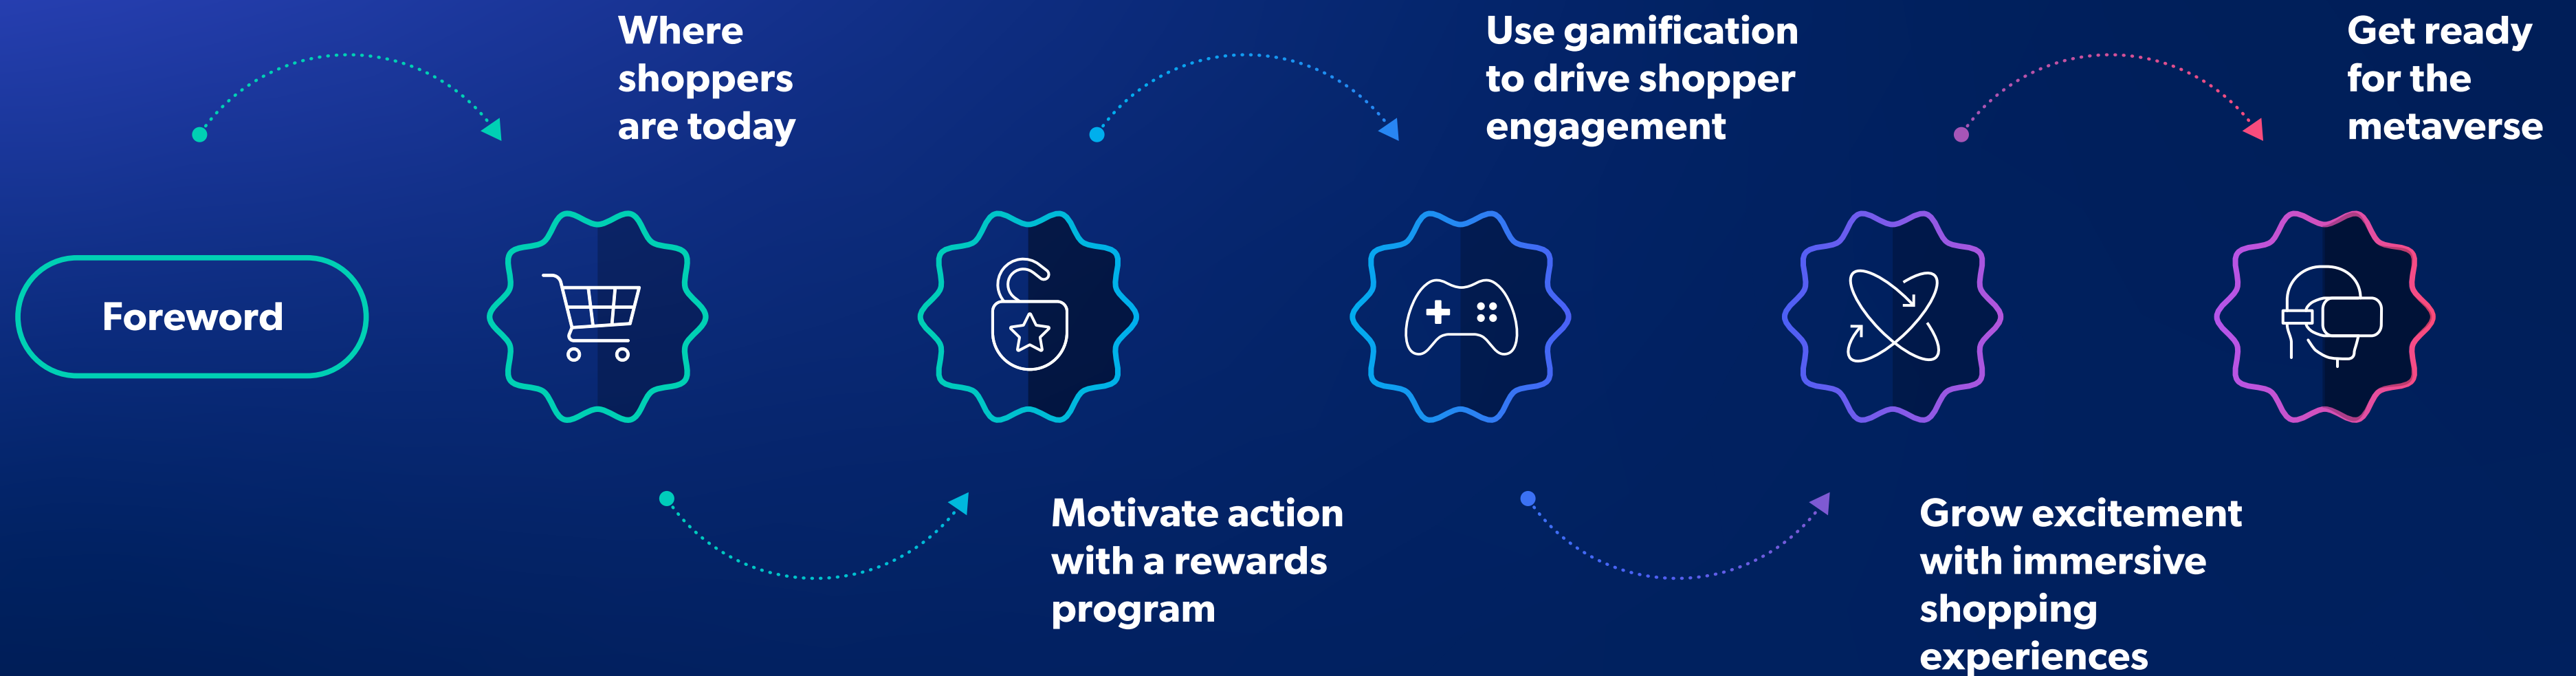 Foreword
Where
shoppers
are today
Motivate action
with a rewards
program
Use gamification
to drive shopper
engagement
Grow excitement
with immersive
shopping
experiences
Get ready
for the
metaverse